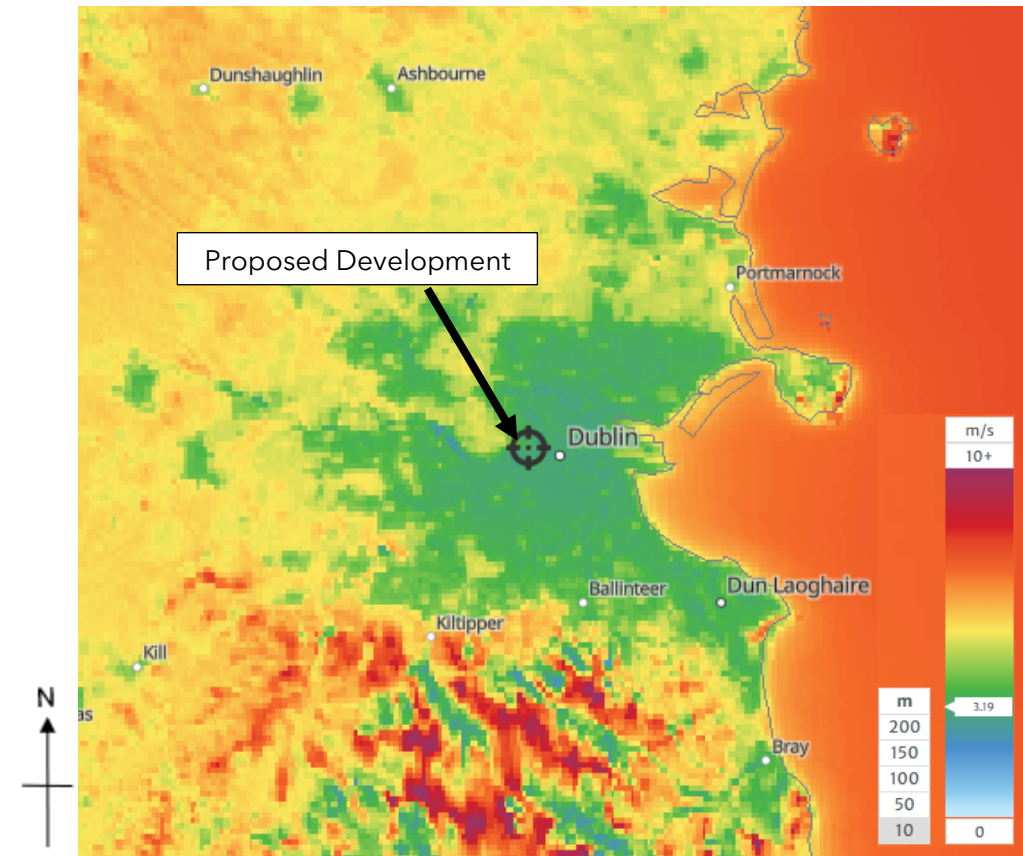 Dunshaughlin
Ashbourne
Proposed Development
Portmarnock
Dublin
m/s
10+
Ballinteer
Dun Laoghaire
Kiltipper
Kill
N
as
m
200
150
100
50
10
3.19
0
Bray